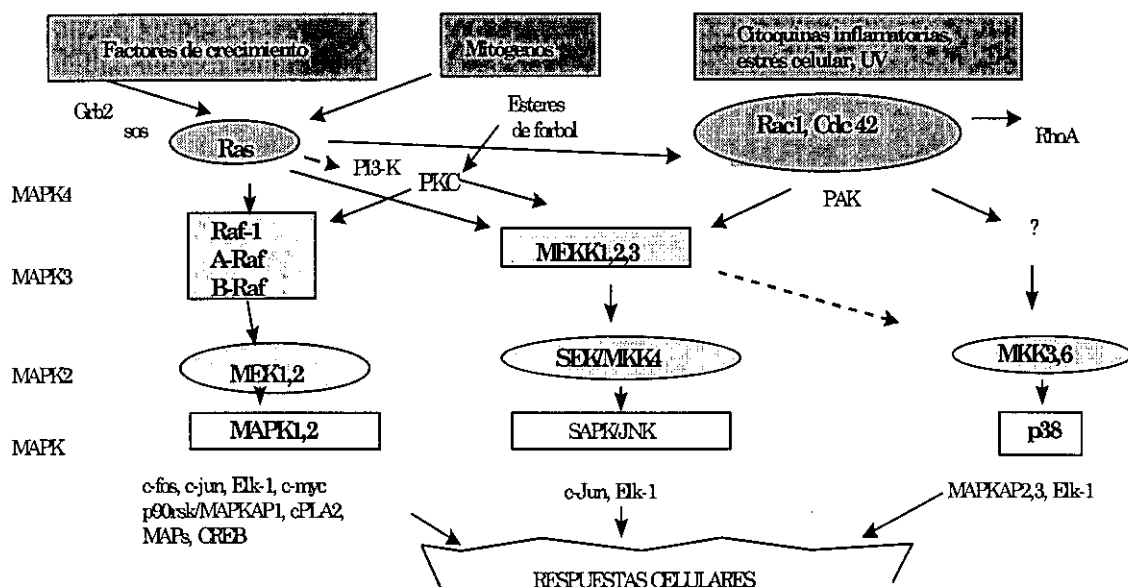 Factores de crecimiento
Mitógenos
Citoquinas inflamatorias,
estrés celular, UV
Grb2
sos
Esteres
de forbol
Ras
Rac1, Cdc 42
RhoA
PI3-K
PKC
MAPK4
PAK
Raf-1
A-Raf
B-Raf
?
MEKK1,2,3
MAPK3
MAPK2
MEK1,2
SEK/MKK4
MKK3,6
MAPK
MAPK1,2
SAPK/JNK
p38
c-fos, c-jun, Elk-1, c-myc
p90rsk/MAPKAP1, cPLA2,
MAPs, CREB
c-Jun, Elk-1
MAPKAP2,3, Elk-1
RESPUESTAS CELULARES